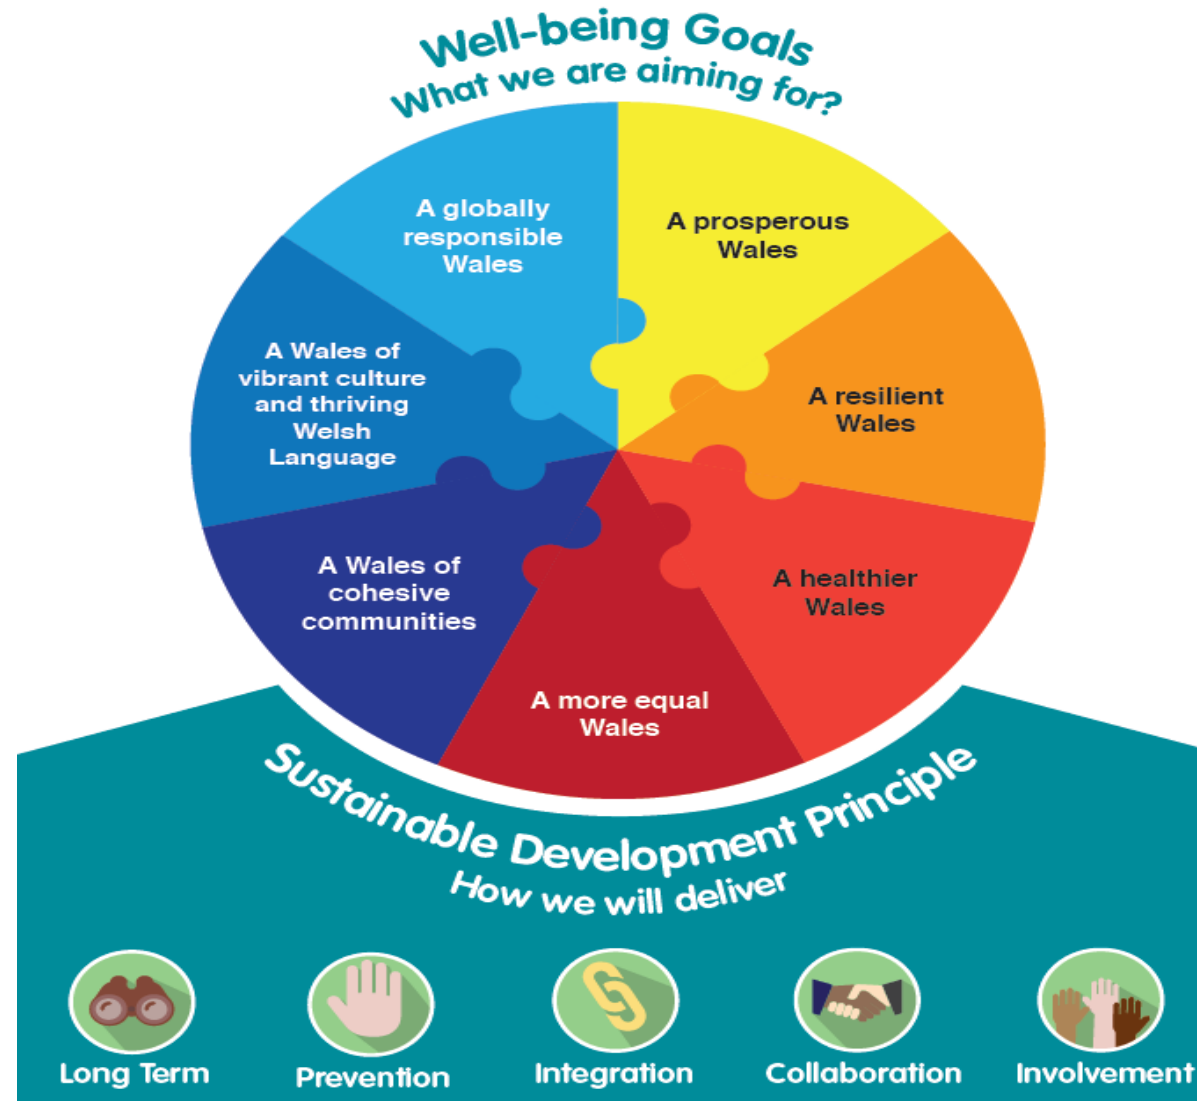 Well-being Goals
What we are aiming for?
A globally
responsible
Wales
A prosperous
Wales
A Wales of
vibrant culture
and thriving
Welsh
Language
A resilient
Wales
A Wales of
cohesive
communities
A healthier
Wales
A more equal
Wales
Sustainable Development Principle
How we will deliver
Long Term
Prevention
Integration
Collaboration
Involvement